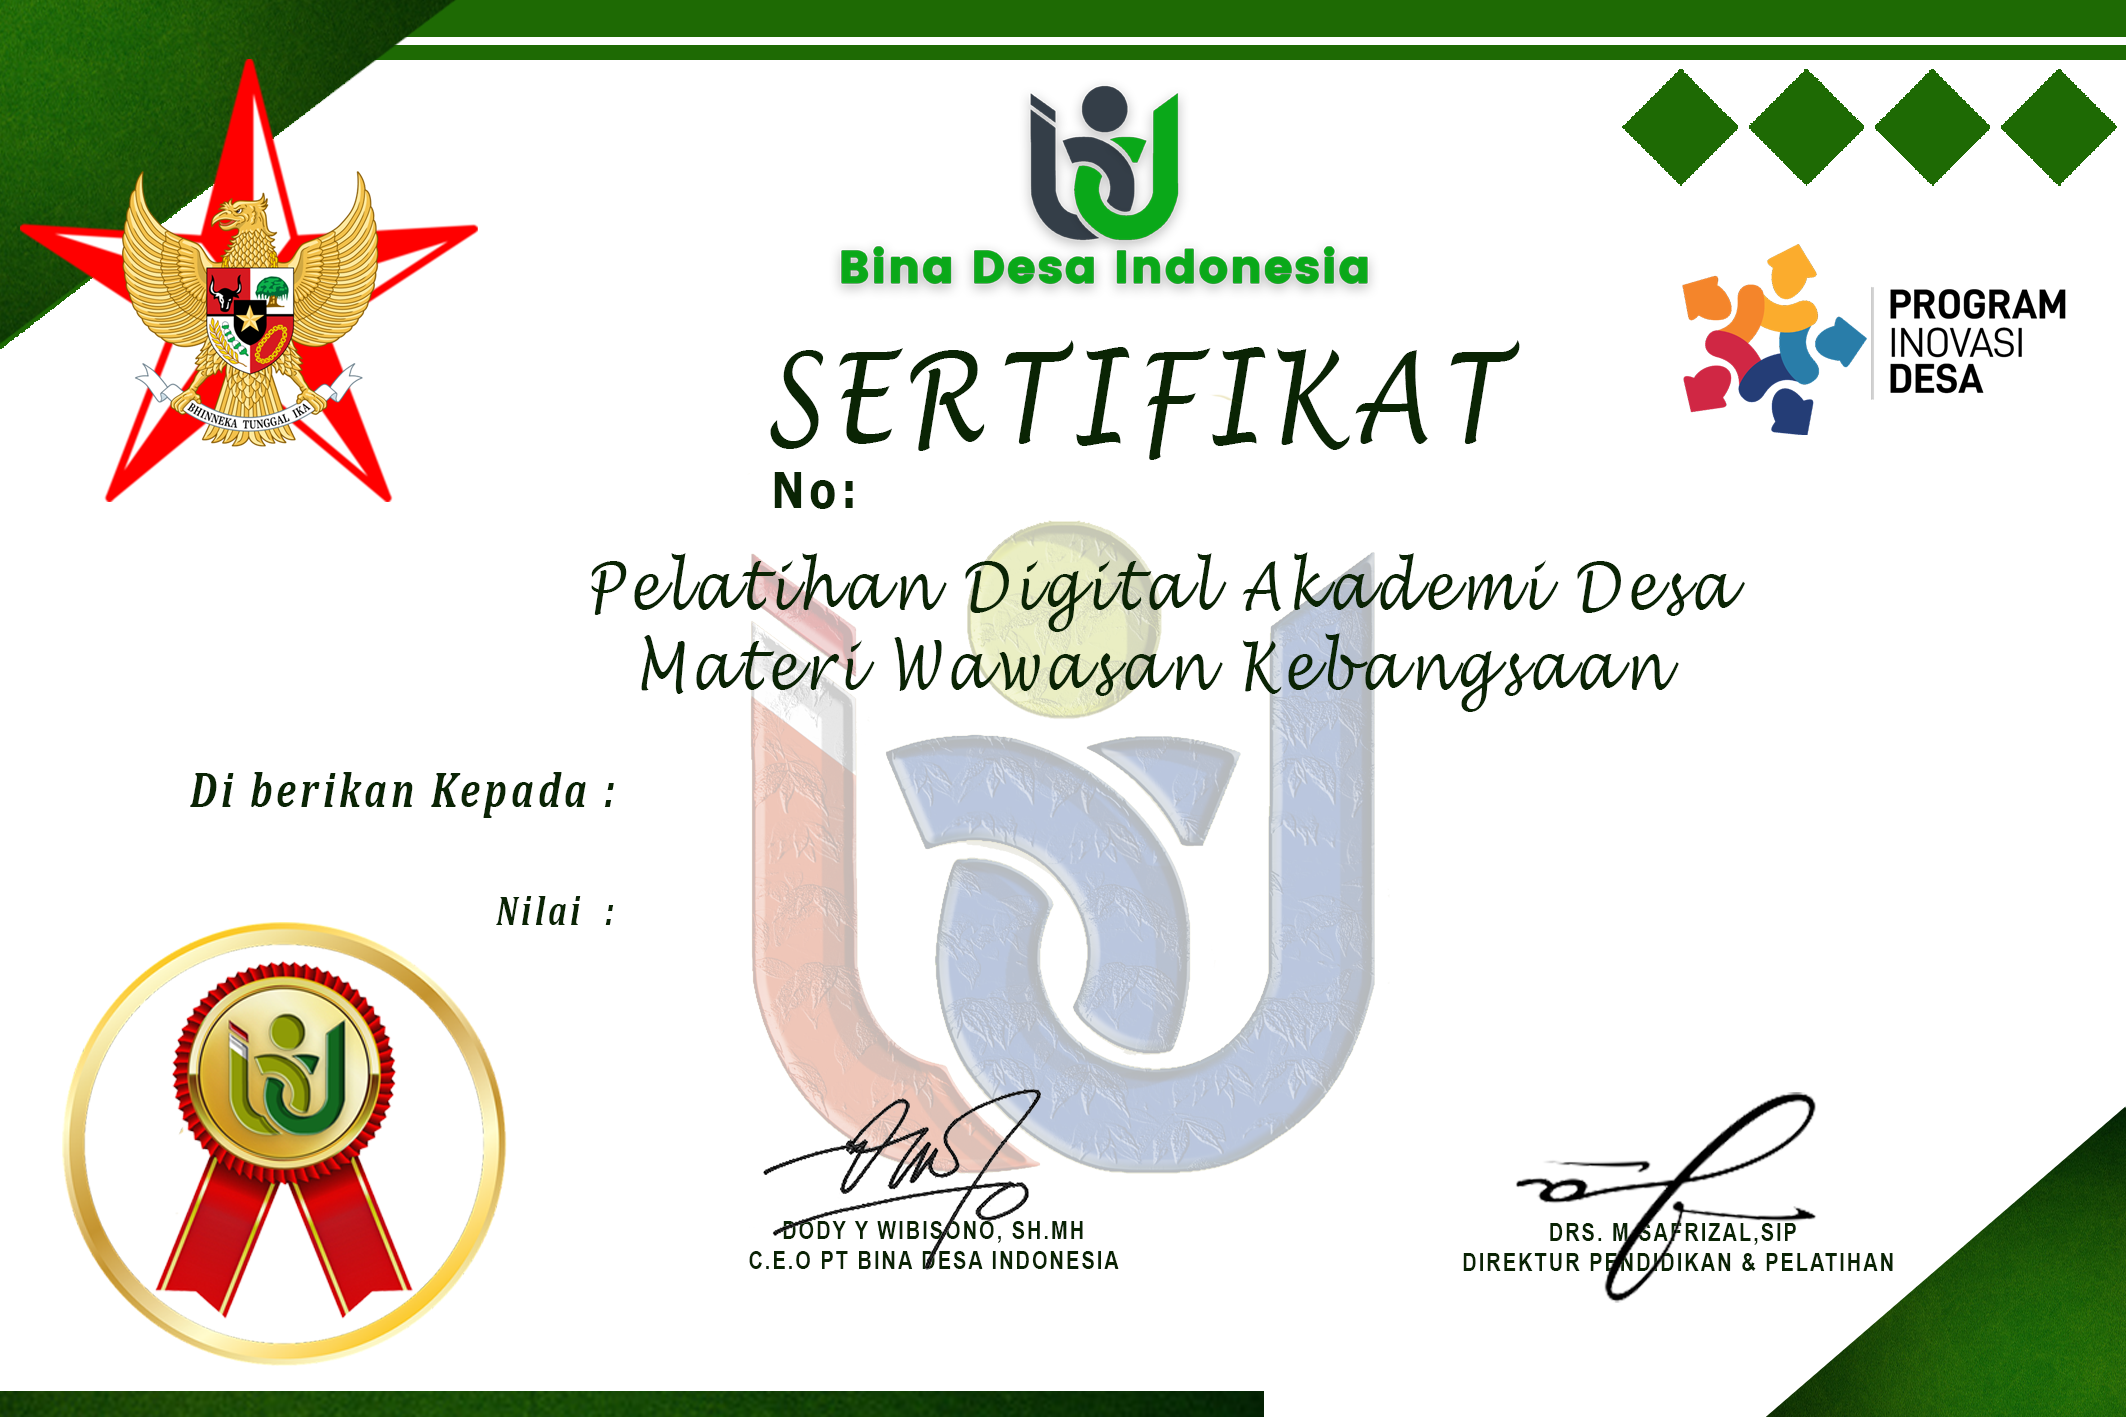 Bina Desa Indonesia
BHINNEKA TUNGGAL IKA
PROGRAM
INOVASI
DESA
SERTIFIKAT
No:
Pelatihan Digital Akademi Desa
Materi Wawasan Kebangsaan
Di berikan Kepada :
Nilai :
DODY Y WIBISONO, SH.MH
C.E.O PT BINA DESA INDONESIA
DRS. M SAFRIZAL,SIP
DIREKTUR PENDIDIKAN & PELATIHAN